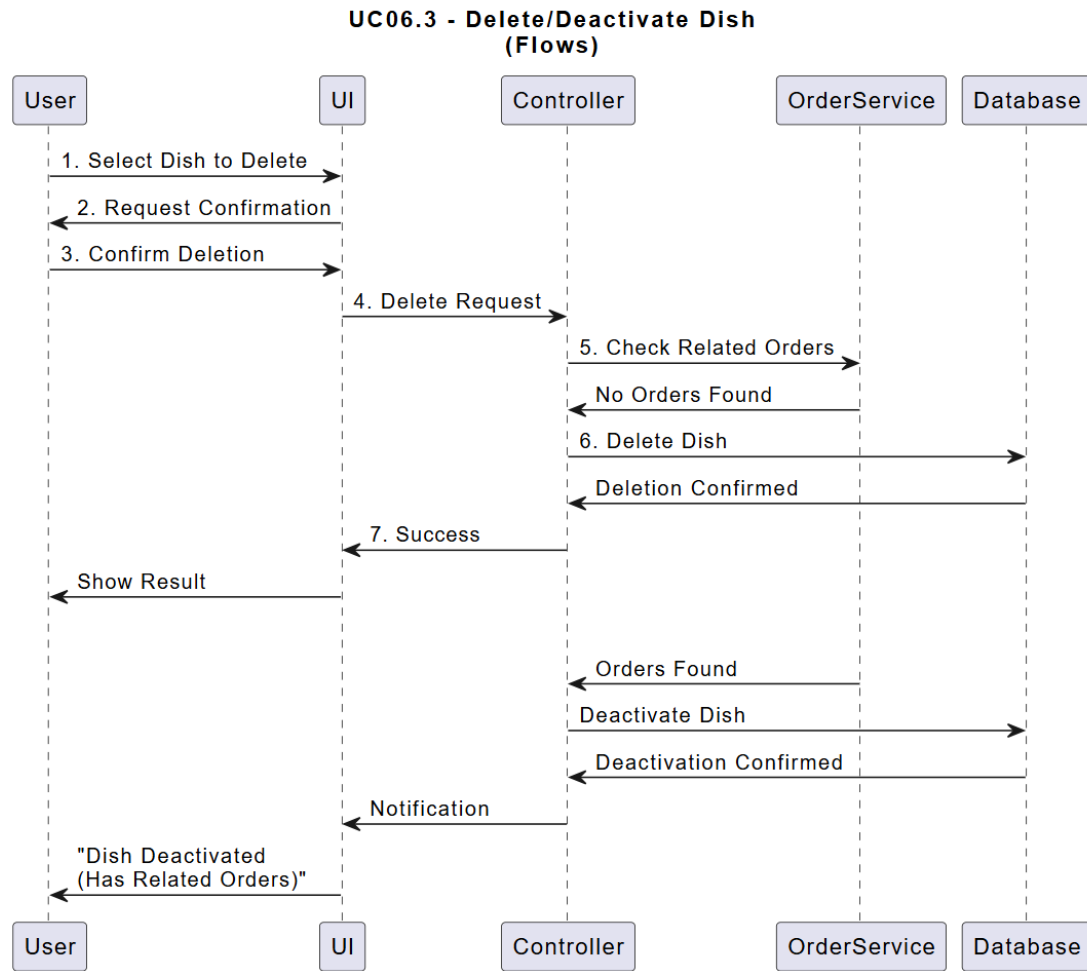 UC06.3 - Delete/Deactivate Dish
(Flows)
User
UI
Controller
OrderService
Database
1. Select Dish to Delete
2. Request Confirmation
3. Confirm Deletion
4. Delete Request
5. Check Related Orders
No Orders Found
6. Delete Dish
Deletion Confirmed
7. Success
Show Result
Orders Found
Deactivate Dish
Deactivation Confirmed
Notification
"Dish Deactivated
(Has Related Orders)"
User
UI
Controller
OrderService
Database